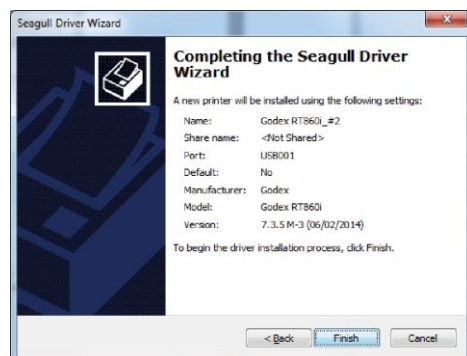 Seagull Driver Wizard
Completing the Seagull Driver
Wizard
A new printer will be installed using the following settings:
Name: Godex RT860i_#2
Share name: <Not Shared>
Port: USB001
Default: No
Manufacturer: Godex
Model: Godex RT860i
Version: 7.3.5 M-3 (06/02/2014)
To begin the driver installation process, click Finish.
< Back Finish Cancel